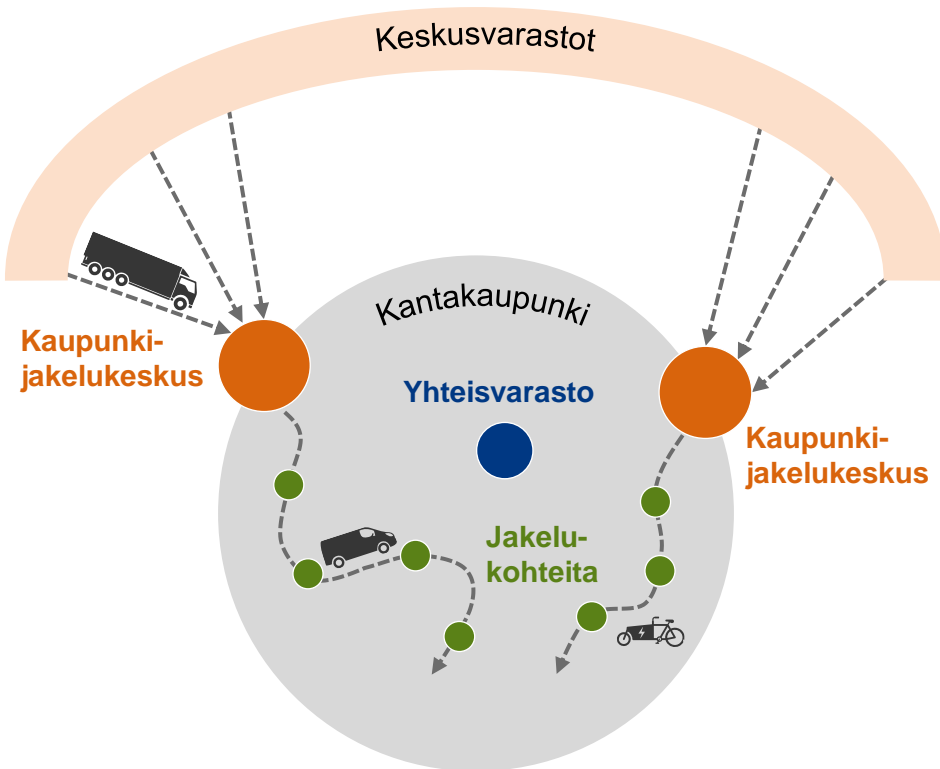 Keskusvarastot
Kantakaupunki
Kaupunki-
jakelukeskus
Yhteisvarasto
Kaupunki-
jakelukeskus
Jakelu-
kohteita